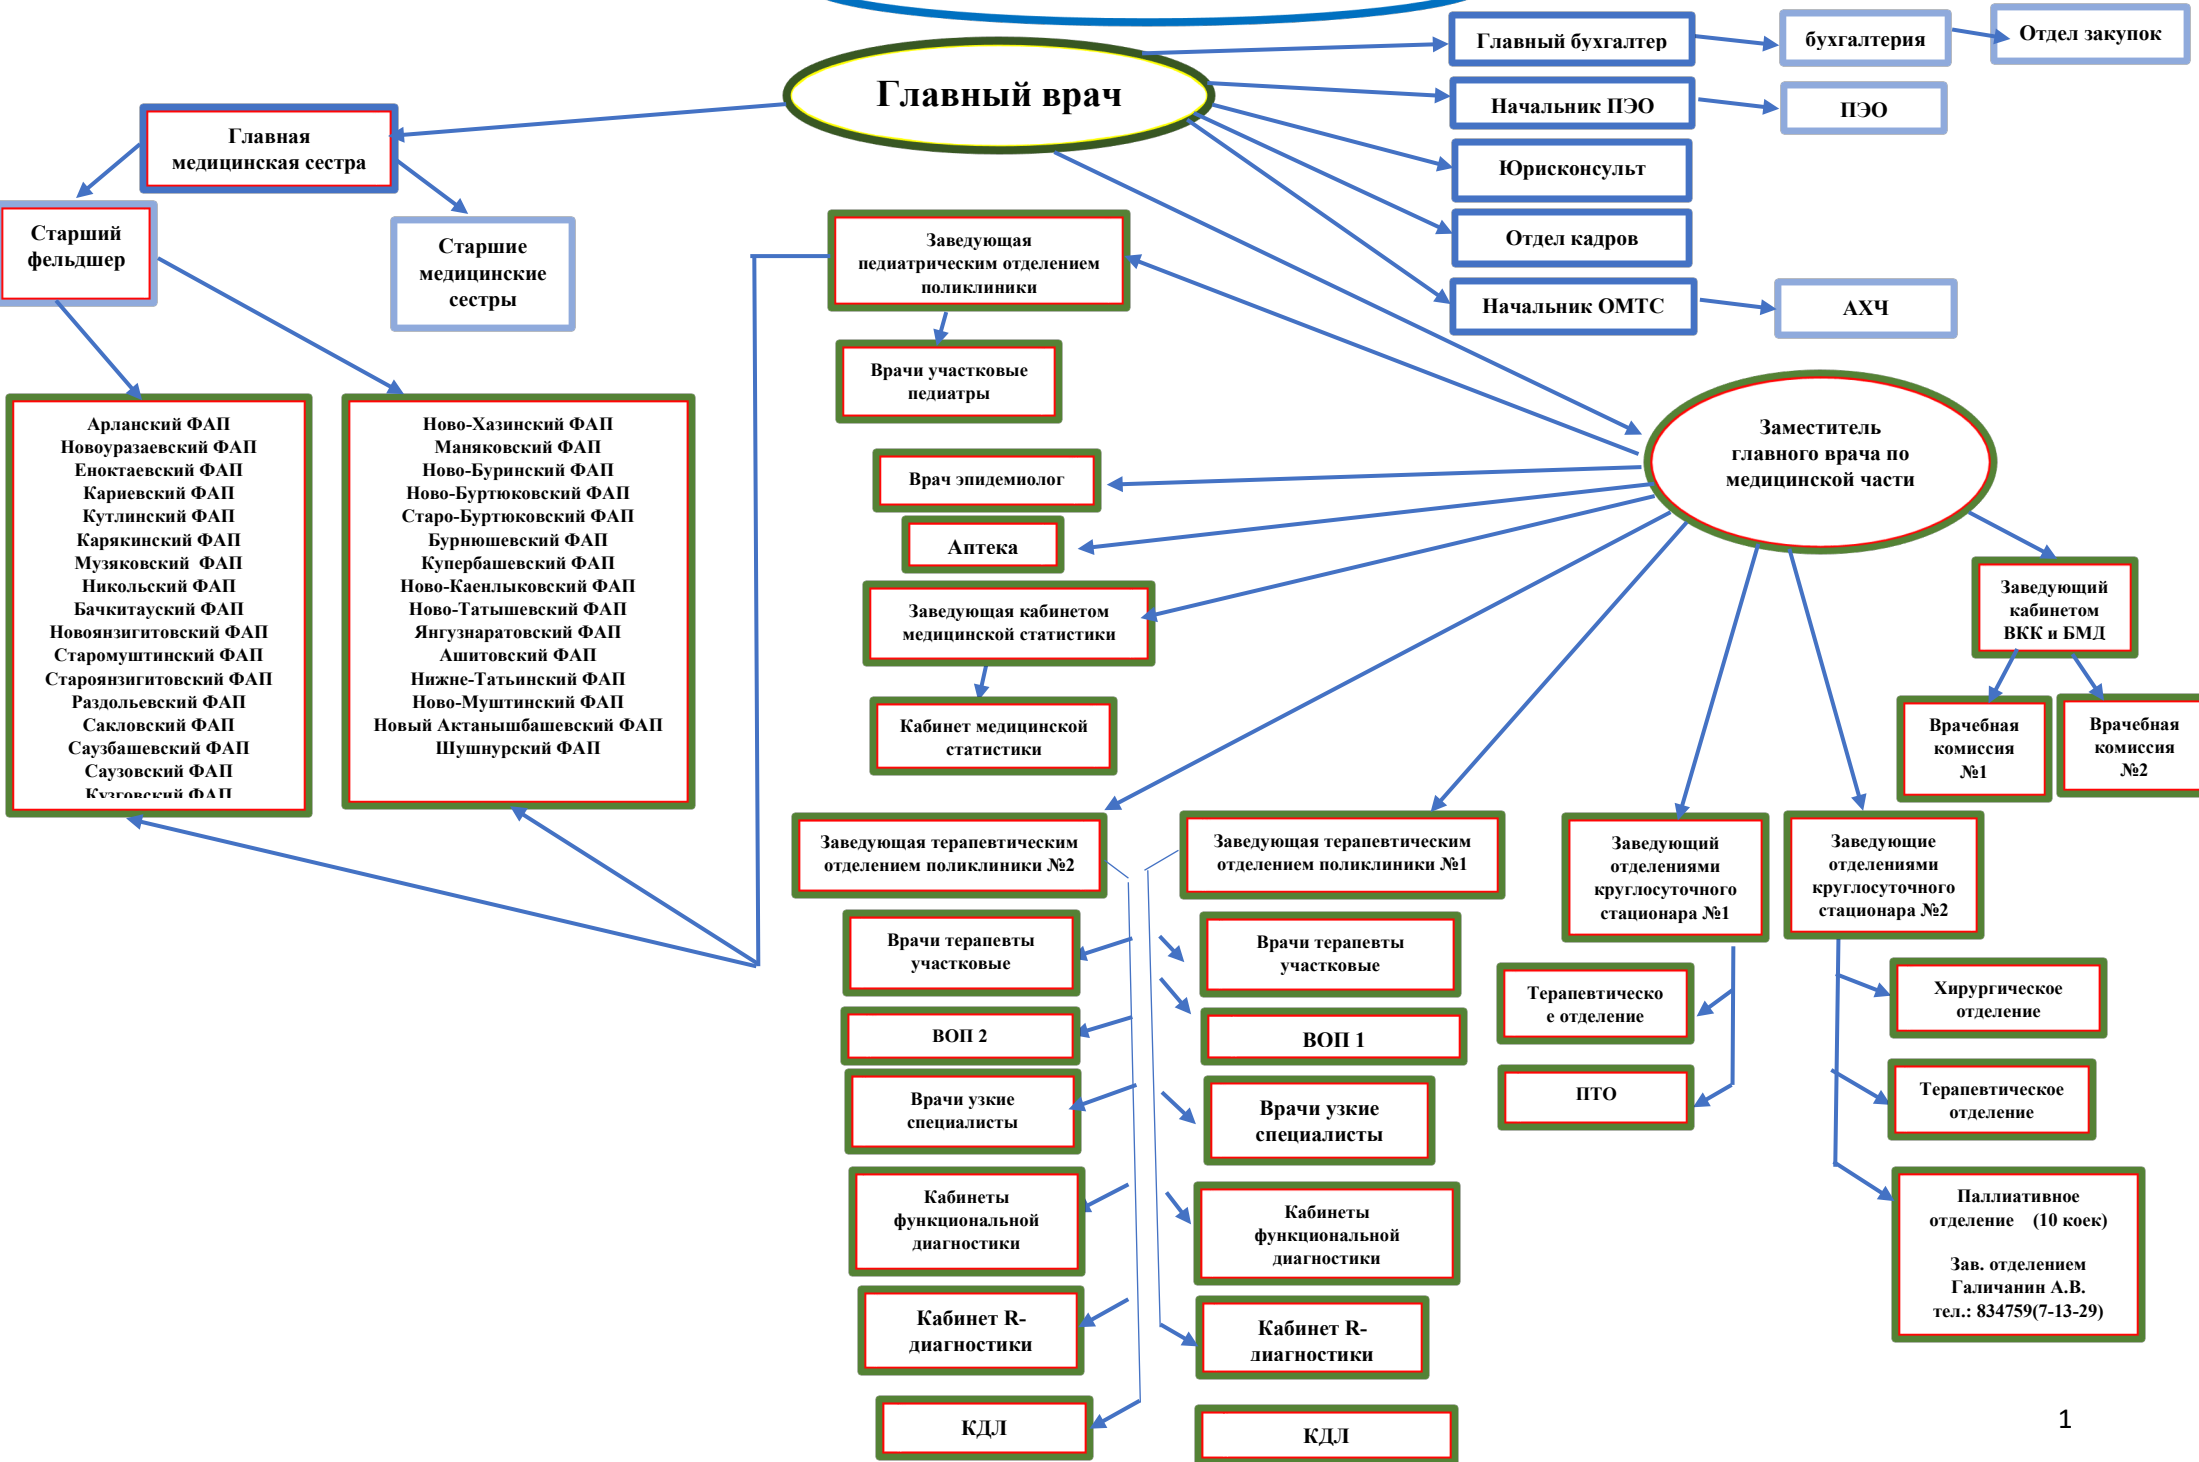 Главный врач
Главный бухгалтер
бухгалтерия
Отдел закупок
Начальник ПЭО
ПЭО
Юрисконсульт
Отдел кадров
Начальник ОМТС
АХЧ
Главная
медицинская сестра
Старший
фельдшер
Старшие
медицинские
сестры
Заведующая
педиатрическим отделением
поликлиники
Врачи участковые
педиатры
Заместитель
главного врача по
медицинской части
Арланский ФАП
Новоуразаевский ФАП
Еноктаевский ФАП
Кариевский ФАП
Кутлинский ФАП
Карякинский ФАП
Музяковский ФАП
Никольский ФАП
Бачкитауский ФАП
Новоянзигитовский ФАП
Старомуштинский ФАП
Староянзигитовский ФАП
Раздольевский ФАП
Сакловский ФАП
Саузбашевский ФАП
Саузовский ФАП
Кузговский ФАП
Ново-Хазинский ФАП
Маняковский ФАП
Ново-Буринский ФАП
Ново-Буртюковский ФАП
Старо-Буртюковский ФАП
Бурнюшевский ФАП
Купербашевский ФАП
Ново-Каенлыковский ФАП
Ново-Татышевский ФАП
Янгузнаратовский ФАП
Ашитовский ФАП
Нижне-Татьинский ФАП
Ново-Муштинский ФАП
Новый Актанышбашевский ФАП
Шушнурский ФАП
Врач эпидемиолог
Аптека
Заведующая кабинетом
медицинской статистики
Кабинет медицинской
статистики
Заведующий
кабинетом
ВКК и БМД
Врачебная
комиссия
№1
Врачебная
комиссия
№2
Заведующая терапевтическим
отделением поликлиники №2
Врачи терапевты
участковые
ВОП 2
Врачи узкие
специалисты
Кабинеты
функциональной
диагностики
Кабинет R-
диагностики
КДЛ
Заведующая терапевтическим
отделением поликлиники №1
Врачи терапевты
участковые
ВОП 1
Врачи узкие
специалисты
Кабинеты
функциональной
диагностики
Кабинет R-
диагностики
КДЛ
Заведующий
отделениями
круглосуточного
стационара №1
Терапевтическо
е отделение
ПТО
Заведующие
отделениями
круглосуточного
стационара №2
Хирургическое
отделение
Терапевтическое
отделение
Паллиативное
отделение (10 коек)
Зав. отделением
Галичанин А.В.
тел.: 834759(7-13-29)
1